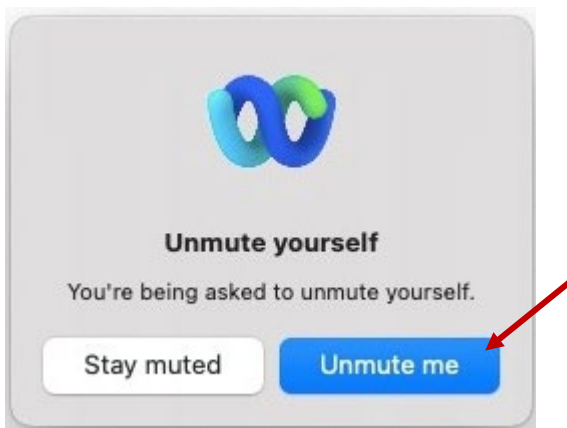 Unmute yourself
You're being asked to unmute yourself.
Stay muted
Unmute me